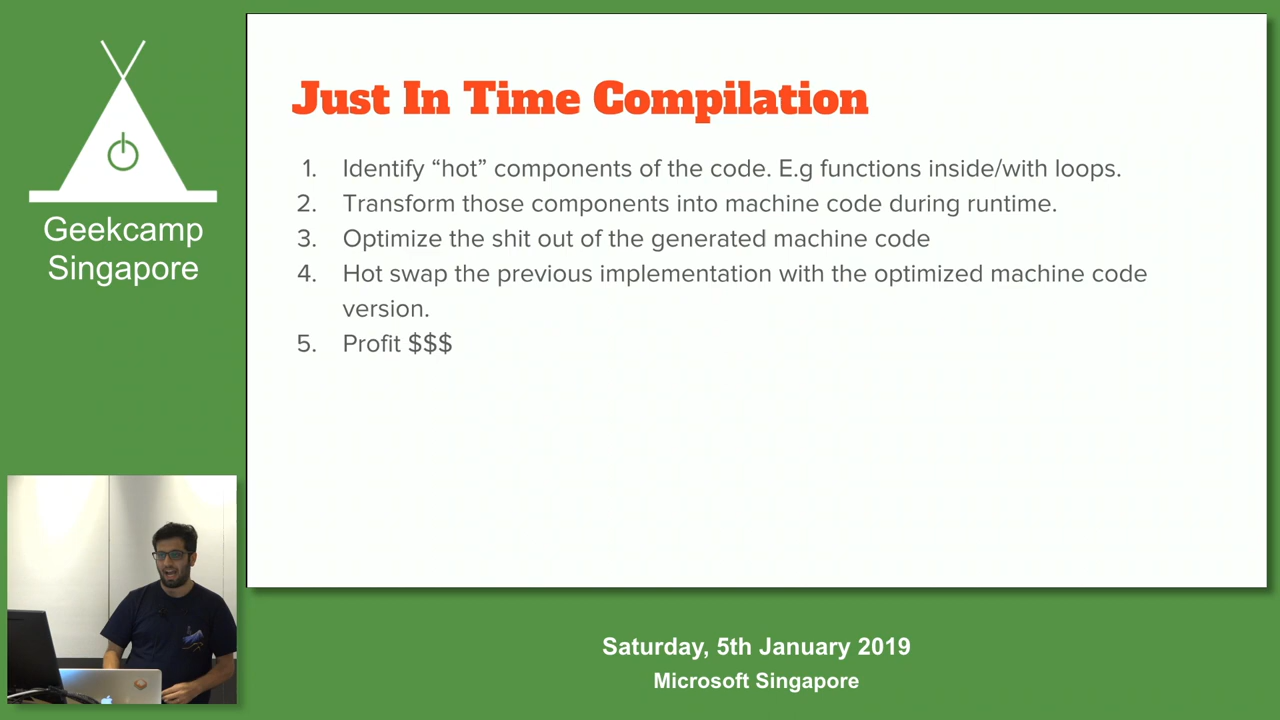 Geekcamp
Singapore
Just In Time Compilation
1. Identify “hot” components of the code. E.g functions inside/with loops.
2. Transform those components into machine code during runtime.
3. Optimize the shit out of the generated machine code
4. Hot swap the previous implementation with the optimized machine code
version.
5. Profit $$$
Saturday, 5th January 2019
Microsoft Singapore